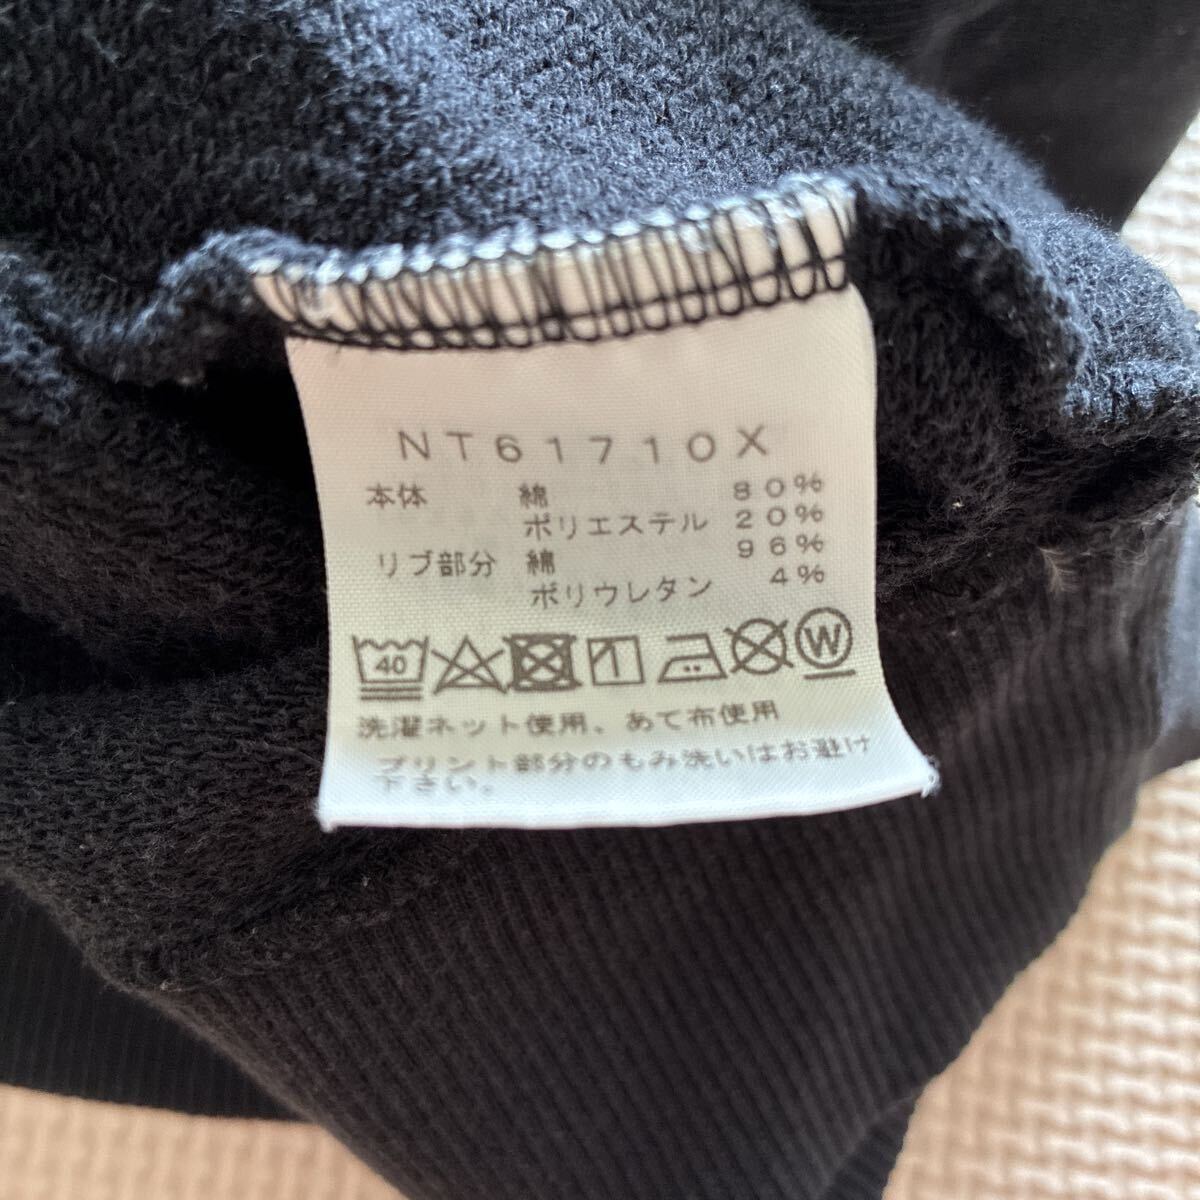 NT61710X
本体 綿 80%
ポリエステル 20%
リブ部分 綿 96%
ポリウレタン 4%
40 W
洗濯ネット使用、あて布使用
プリント部分のもみ洗いはお避け
下さい。